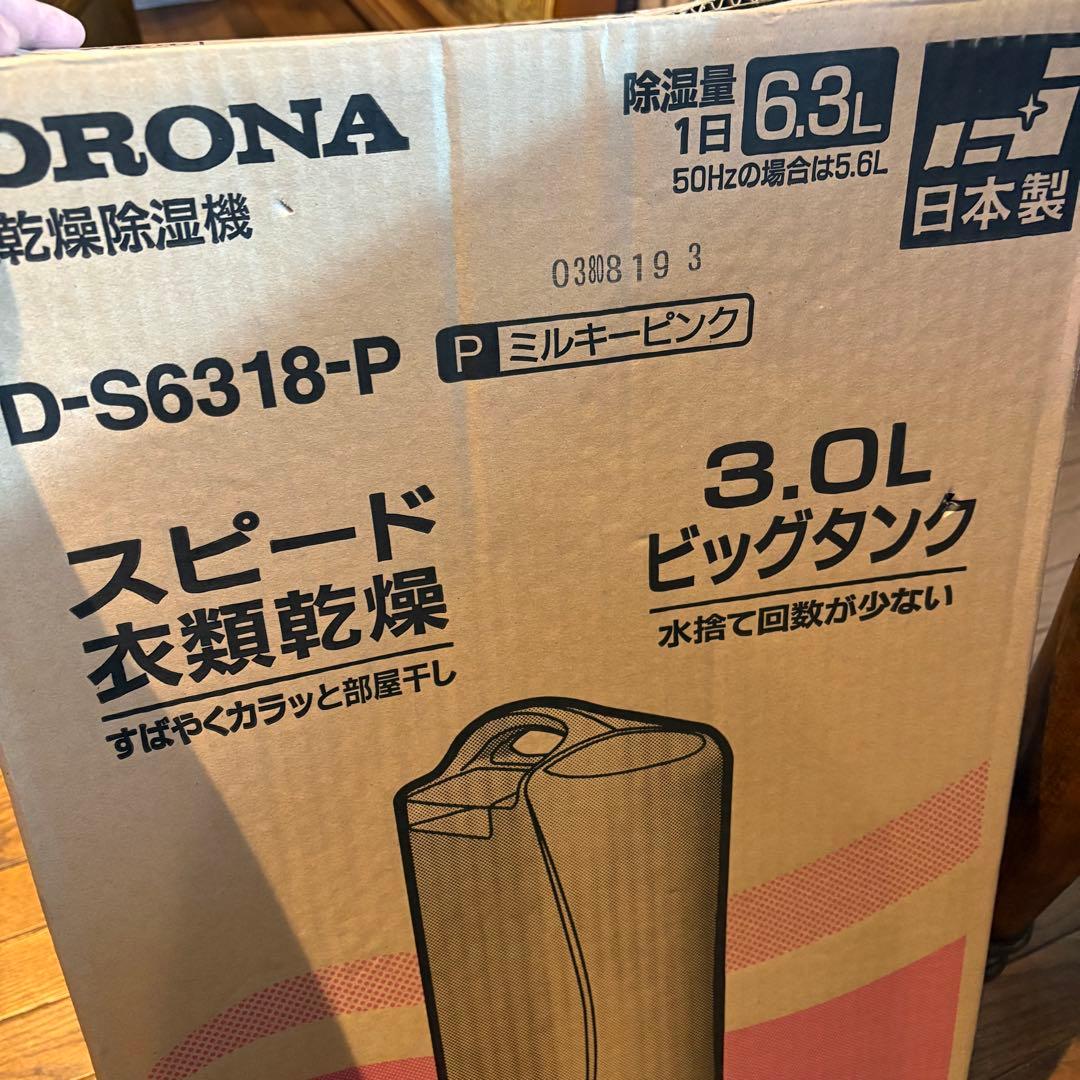 ORONA
乾燥除湿機
除湿量
1日
6.3L
50Hzの場合は5.6L
日本製
0380819 3
D-S6318-P
P ミルキーピンク
スピード
衣類乾燥
すばやくカラッと部屋干し
3.0L
ビッグタンク
水捨て回数が少ない